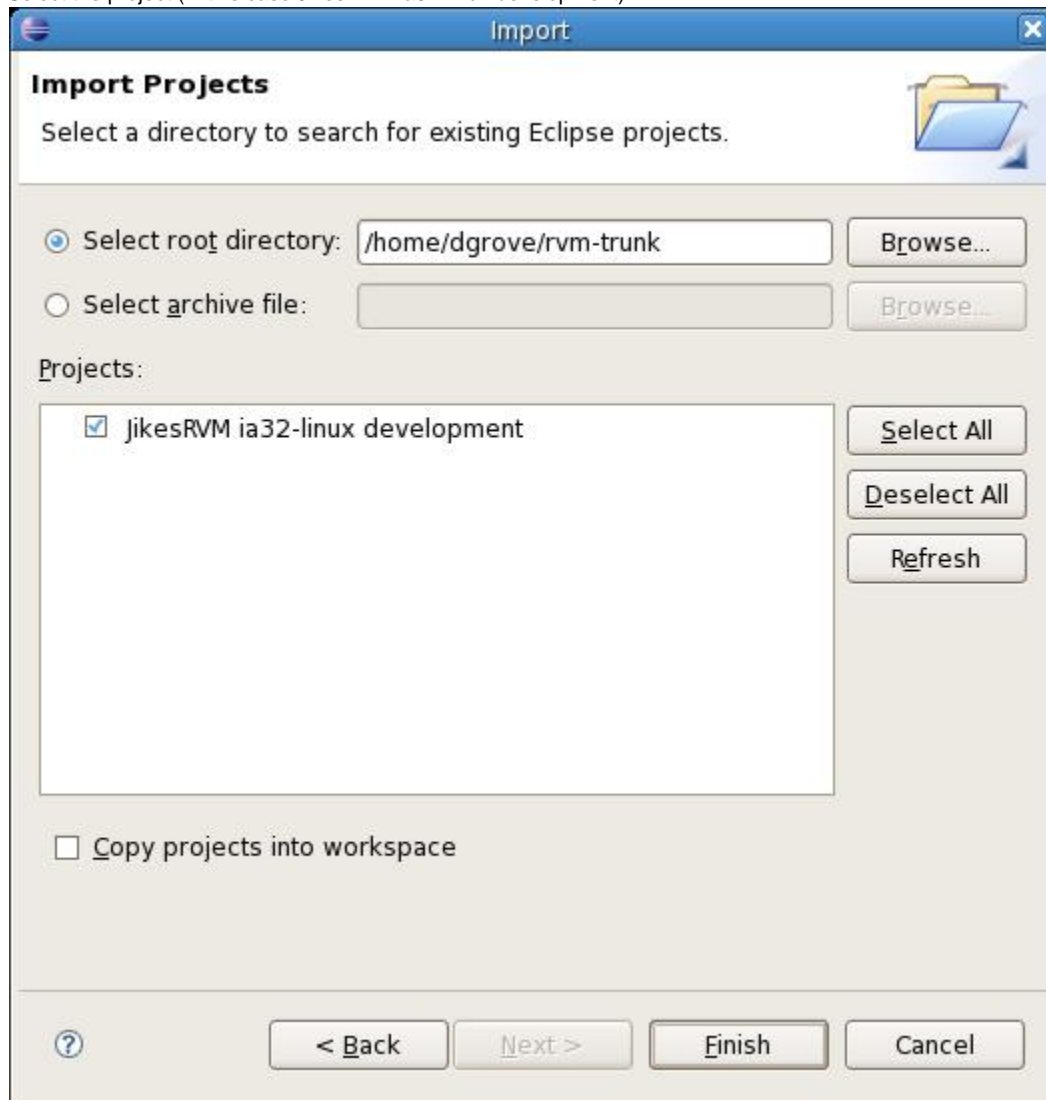 Import
Import Projects
Select a directory to search for existing Eclipse projects.
Select root directory: /home/dgrove/rvm-trunk Browse...
Select archive file: Browse...
Projects:
JikesRVM ia32-linux development Select All
Deselect All
Refresh
Copy projects into workspace
< Back Next > Finish Cancel